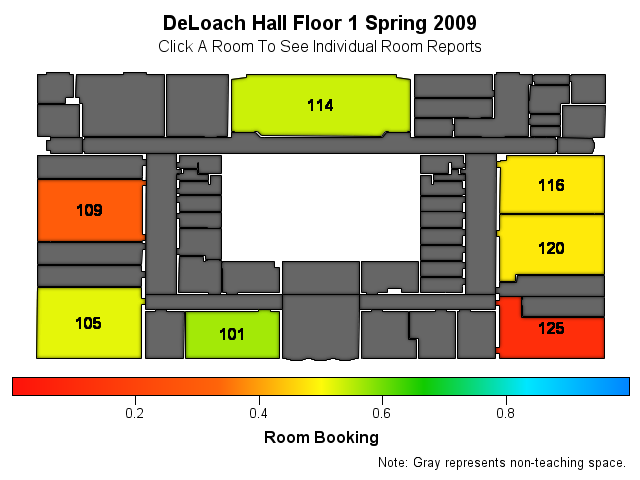 DeLoach Hall Floor 1 Spring 2009
Click A Room To See Individual Room Reports
114
116
109
120
105
101
125
0.2 0.4 0.6 0.8
Room Booking
Note: Gray represents non-teaching space.